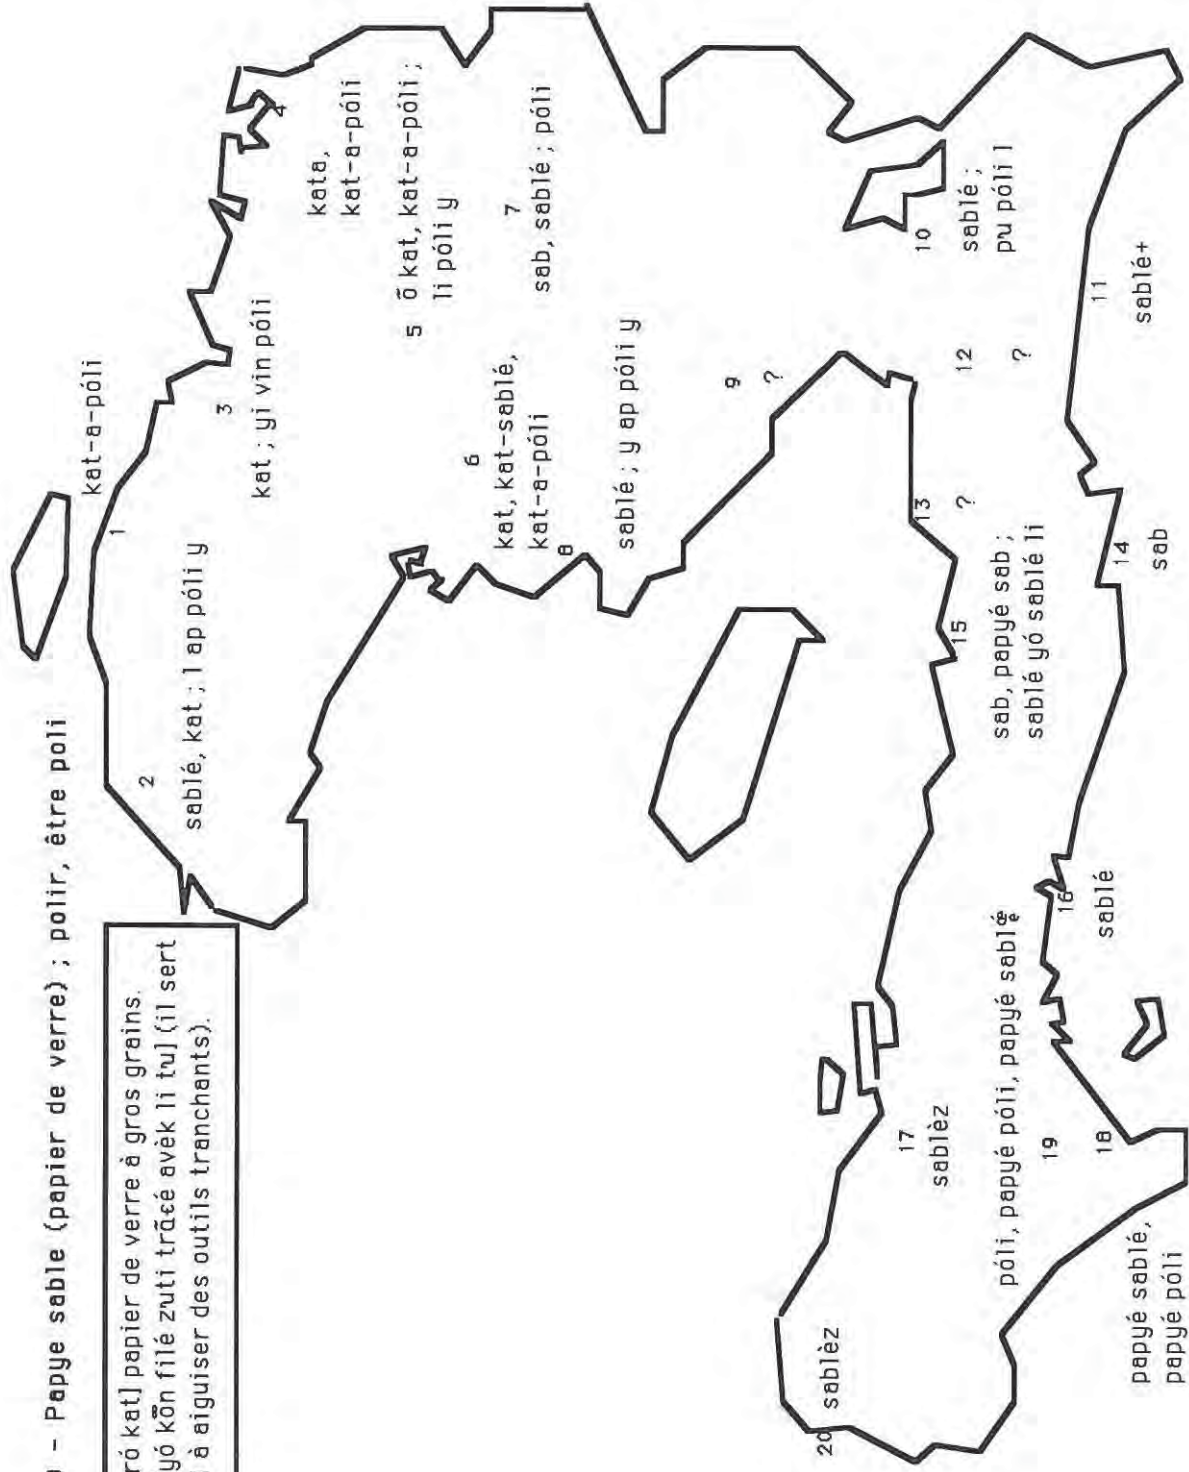 - Papye sable (papier de verre) ; polir, être poli
kat] papier de verre à gros grains.
yó kõn filé zuti trãcé avèk li tu] (il sert
à aiguiser des outils tranchants).
1
kat-a-póli
2
sablé, kat ; l ap póli y
3
kat ; yi vin póli
4
kata,
kat-a-póli
5 õ kat, kat-a-póli ;
li póli y
6
kat, kat-sablé,
kat-a-póli
7
sab, sablé ; póli
8
sablé ; y ap póli y
9
?
10
sablé ;
pu póli l
11
sablé+
12
?
13
?
14
sab
15
sab, papyé sab ;
sablé yó sablé li
16
sablé
17
sablèz
18
papyé sablé,
papyé póli
19
póli, papyé póli, papyé
20 sablèz